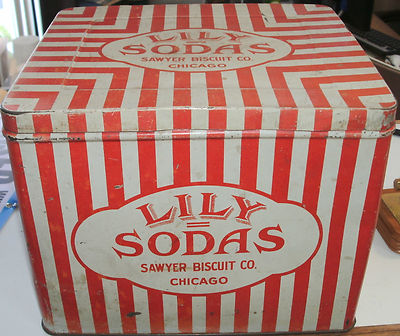 LILY
SODAS
SAWYER BISCUIT CO.
CHICAGO
LILY
SODAS
SAWYER BISCUIT CO.
CHICAGO